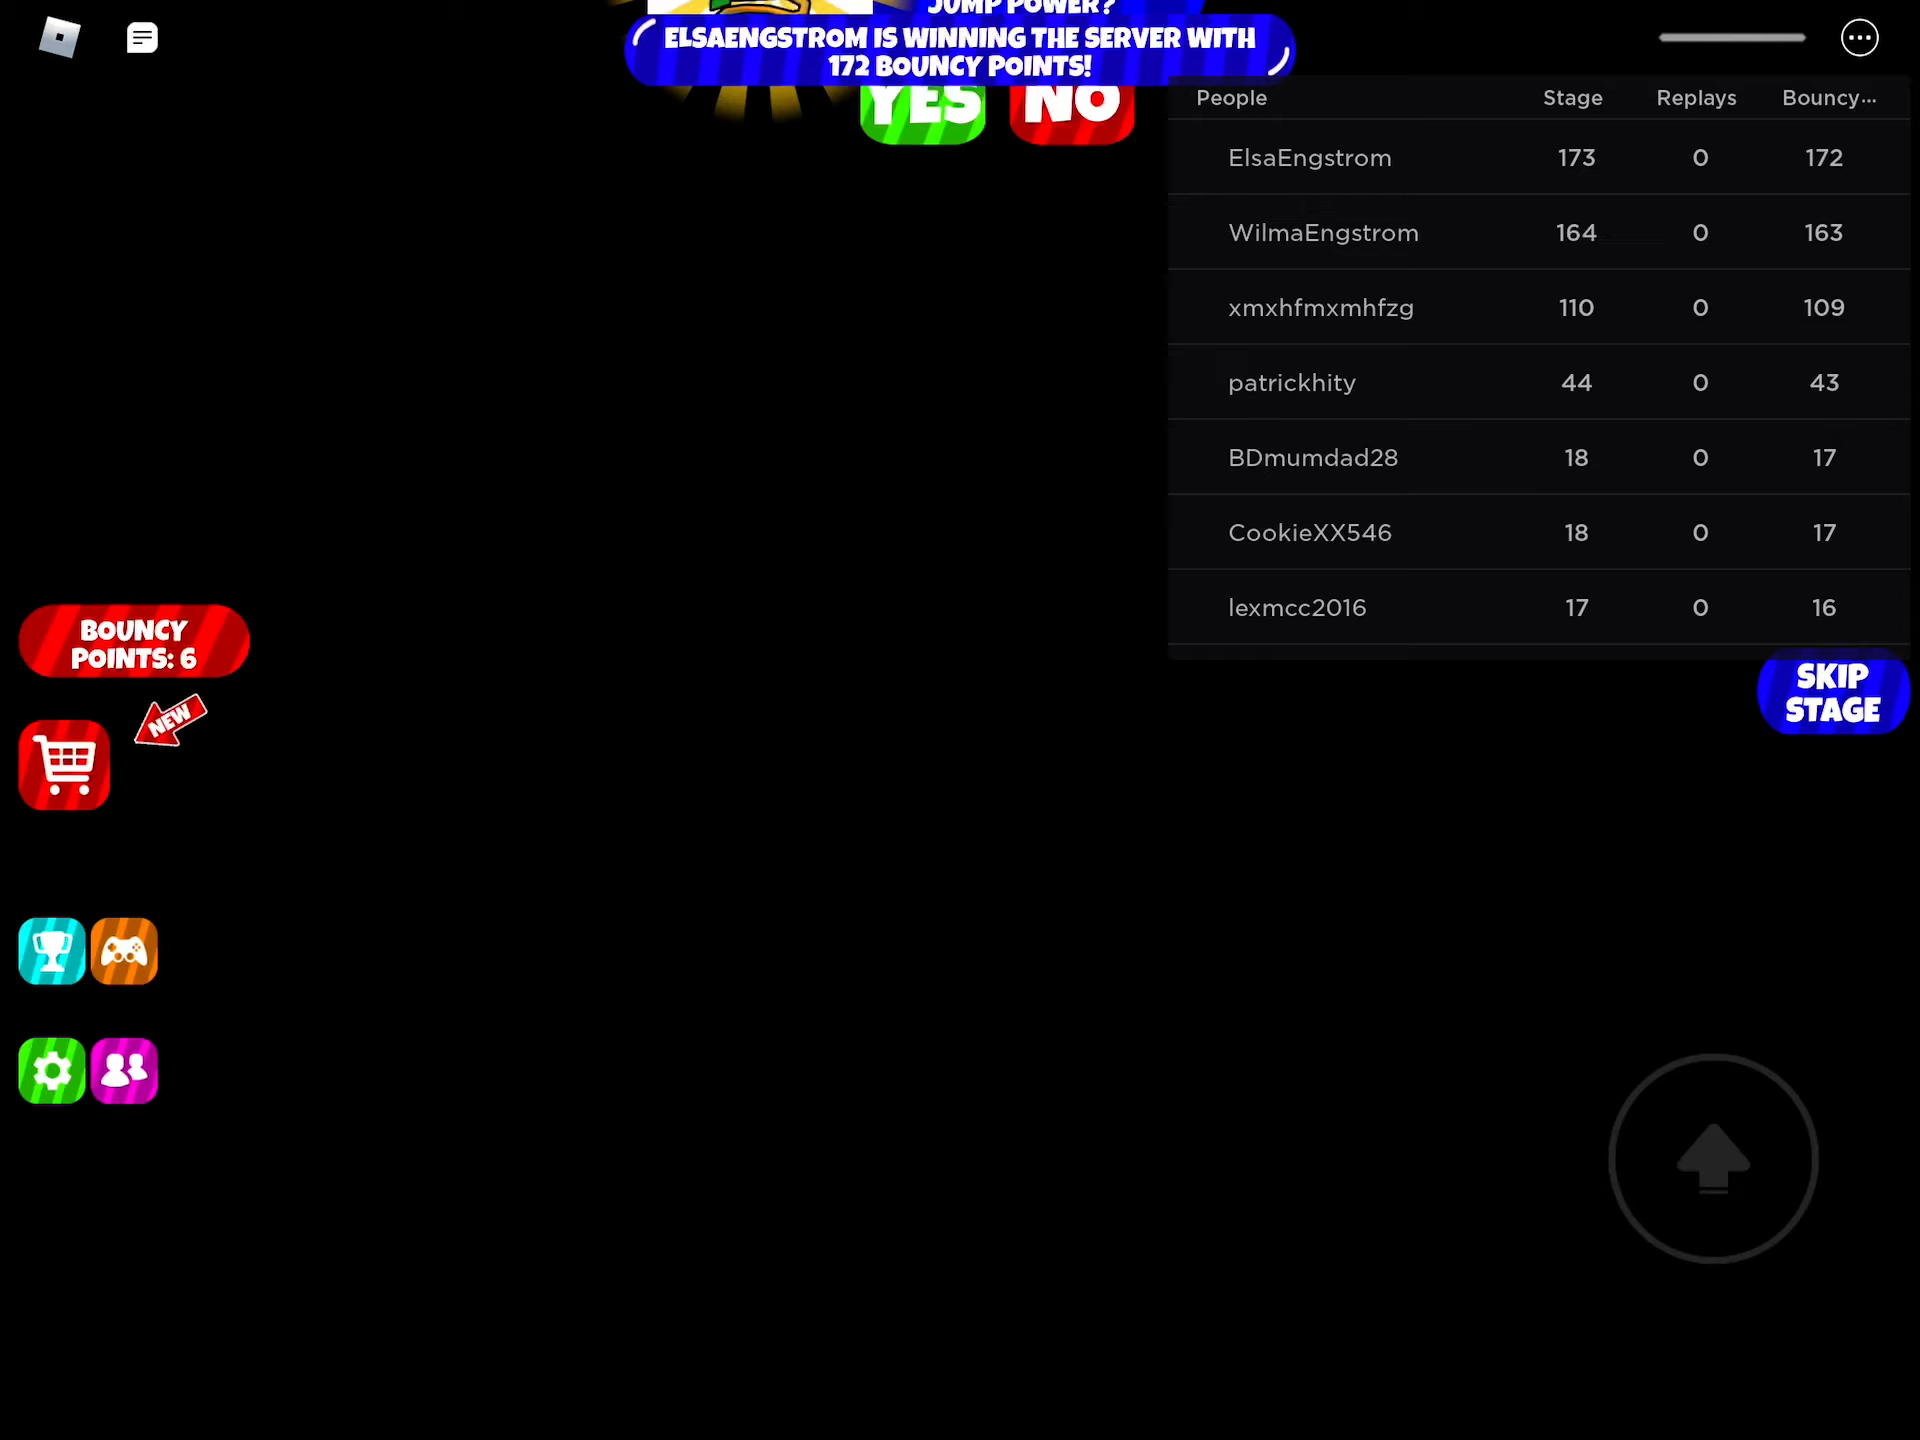 JUMP POWER?
ELSAENGSTROM IS WINNING THE SERVER WITH
172 BOUNCY POINTS!
YES NO
People Stage Replays Bouncy...
ElsaEngstrom 173 0 172
WilmaEngstrom 164 0 163
xmxhfmxmhfzg 110 0 109
patrickhity 44 0 43
BDmumdad28 18 0 17
CookieXX546 18 0 17
lexmcc2016 17 0 16
BOUNCY
POINTS: 6
NEW
SKIP
STAGE